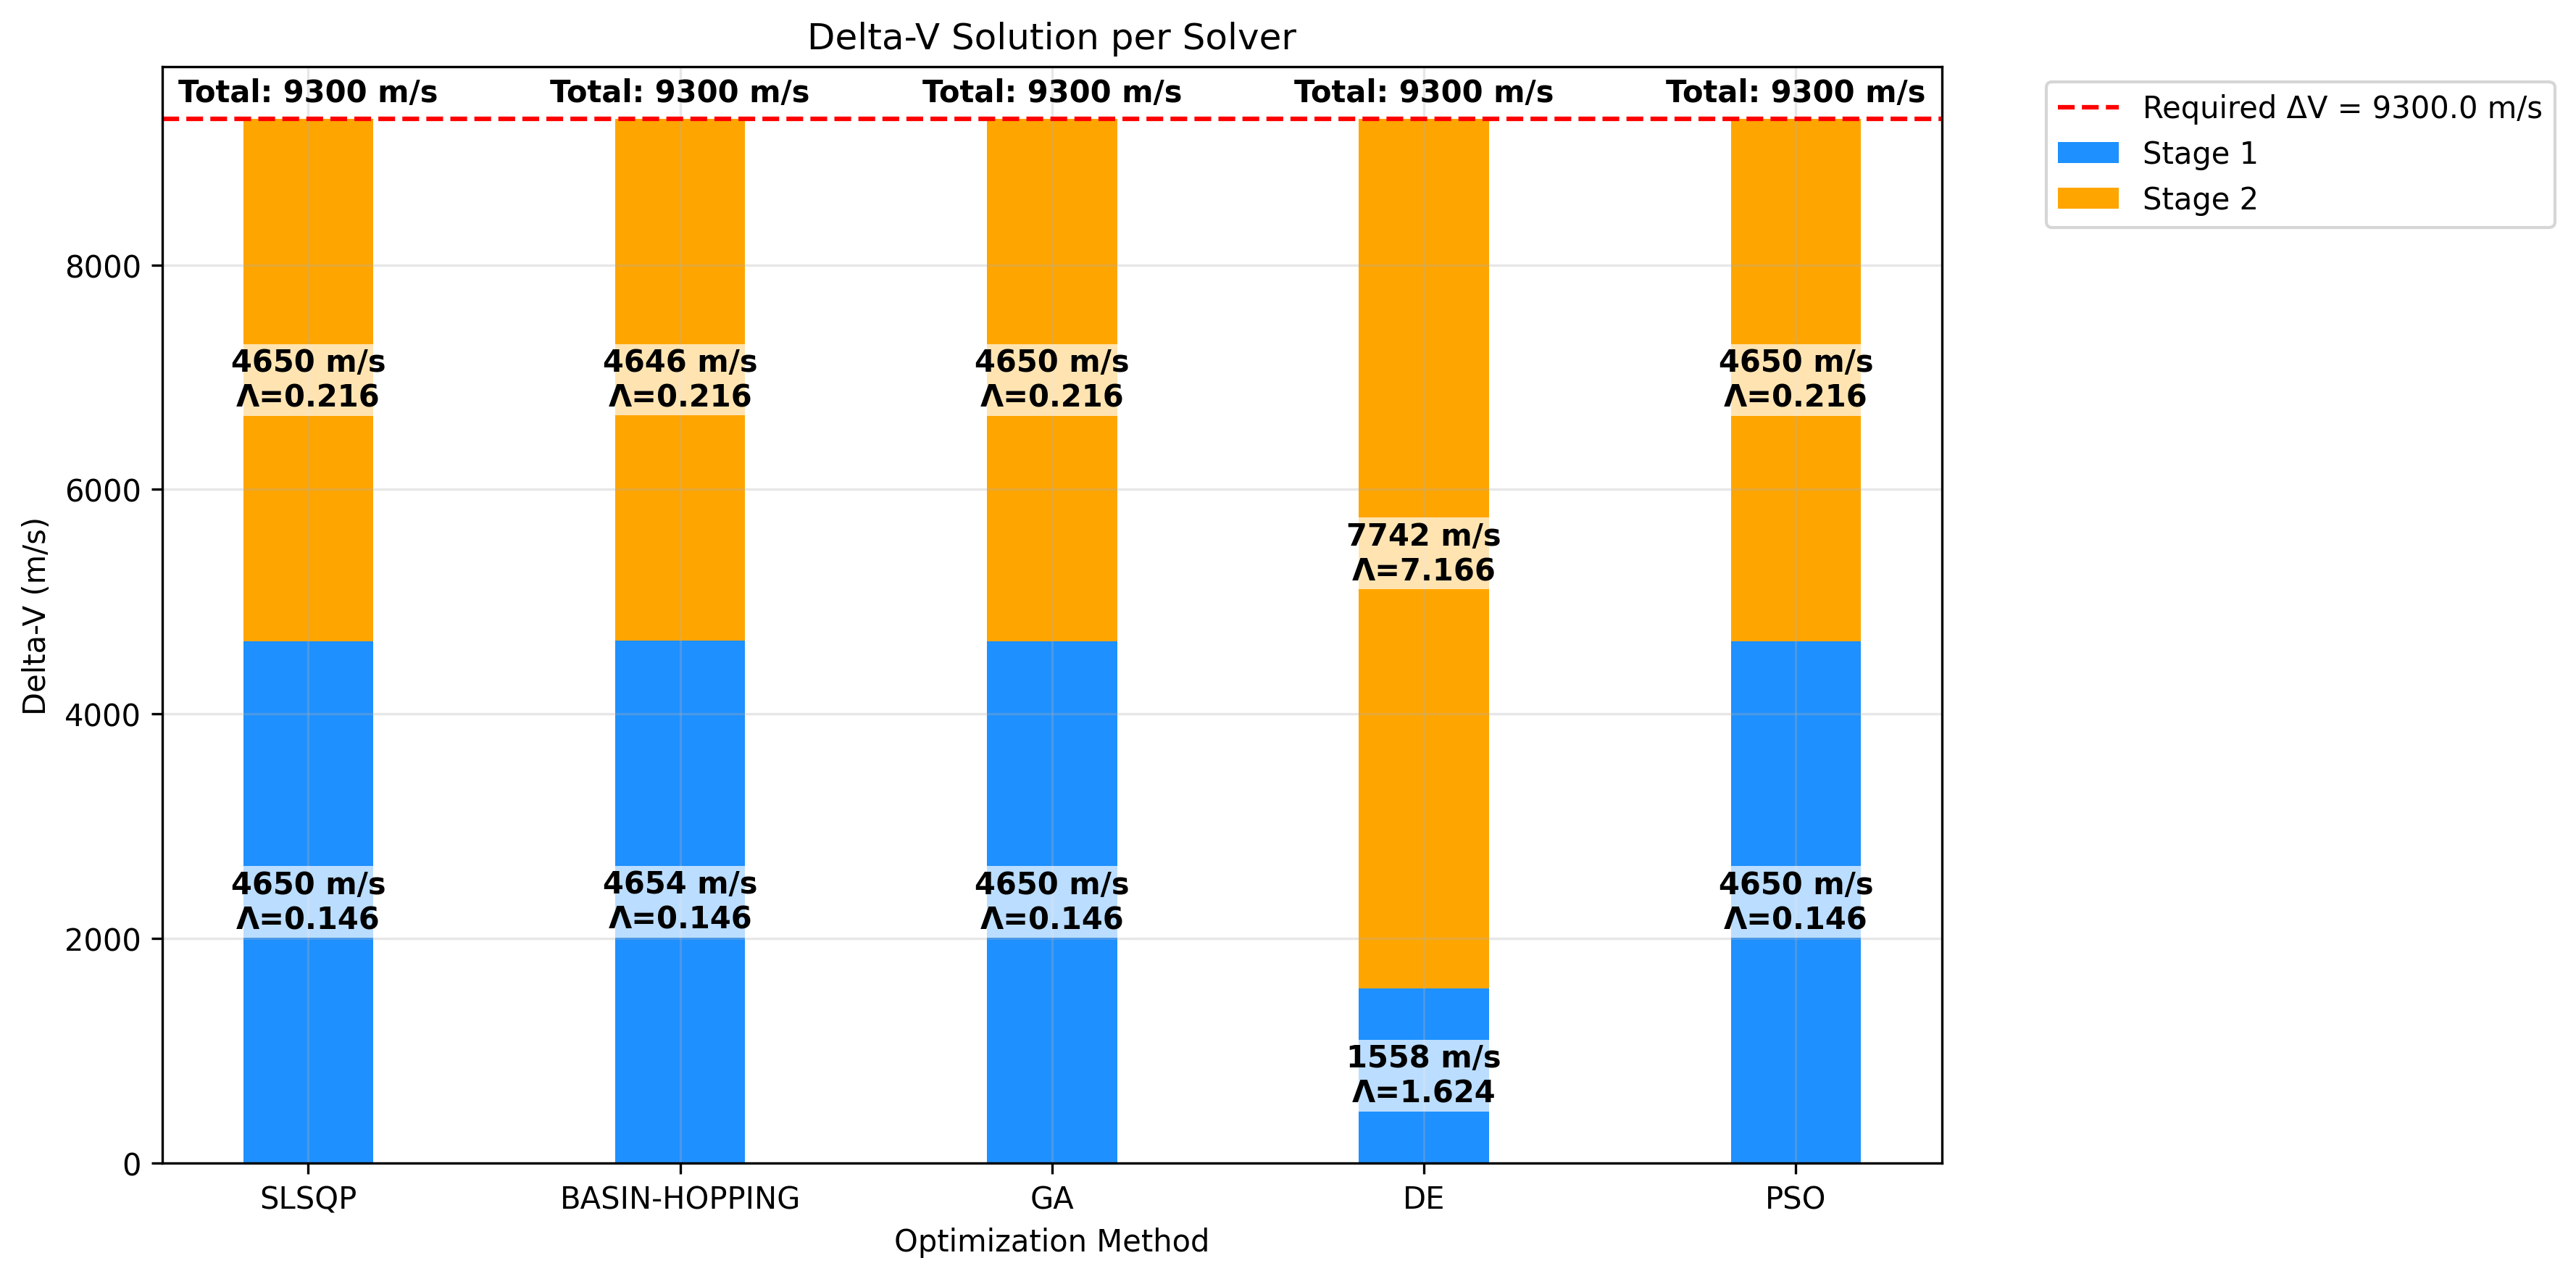 Delta-V Solution per Solver
Total: 9300 m/s
Total: 9300 m/s
Total: 9300 m/s
Total: 9300 m/s
Total: 9300 m/s
Required ΔV = 9300.0 m/s
Stage 1
Stage 2
Delta-V (m/s)
8000
6000
4000
2000
0
4650 m/s
Λ=0.216
4650 m/s
Λ=0.146
4646 m/s
Λ=0.216
4654 m/s
Λ=0.146
4650 m/s
Λ=0.216
4650 m/s
Λ=0.146
7742 m/s
Λ=7.166
1558 m/s
Λ=1.624
4650 m/s
Λ=0.216
4650 m/s
Λ=0.146
SLSQP
BASIN-HOPPING
GA
DE
PSO
Optimization Method